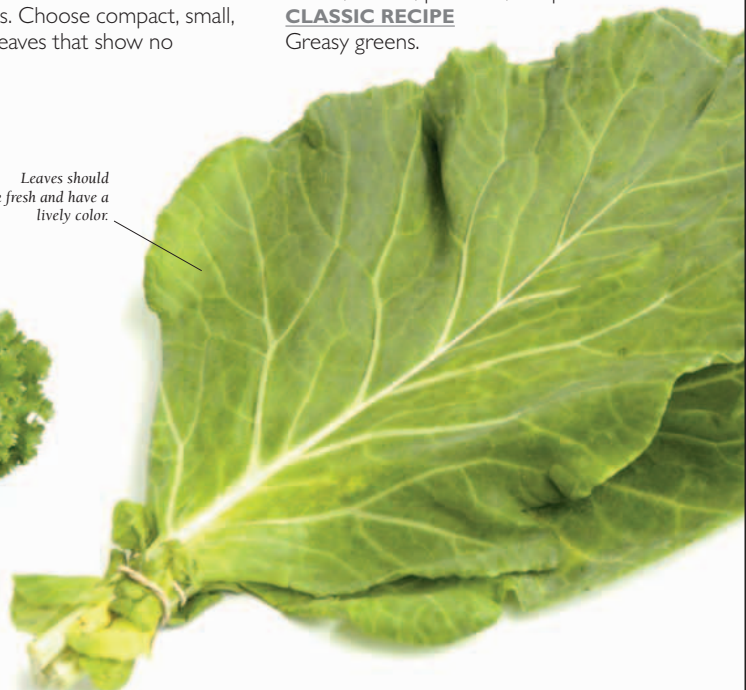 s. Choose compact, small,
eaves that show no
CLASSIC RECIPE
Greasy greens.
Leaves should
fresh and have a
lively color.